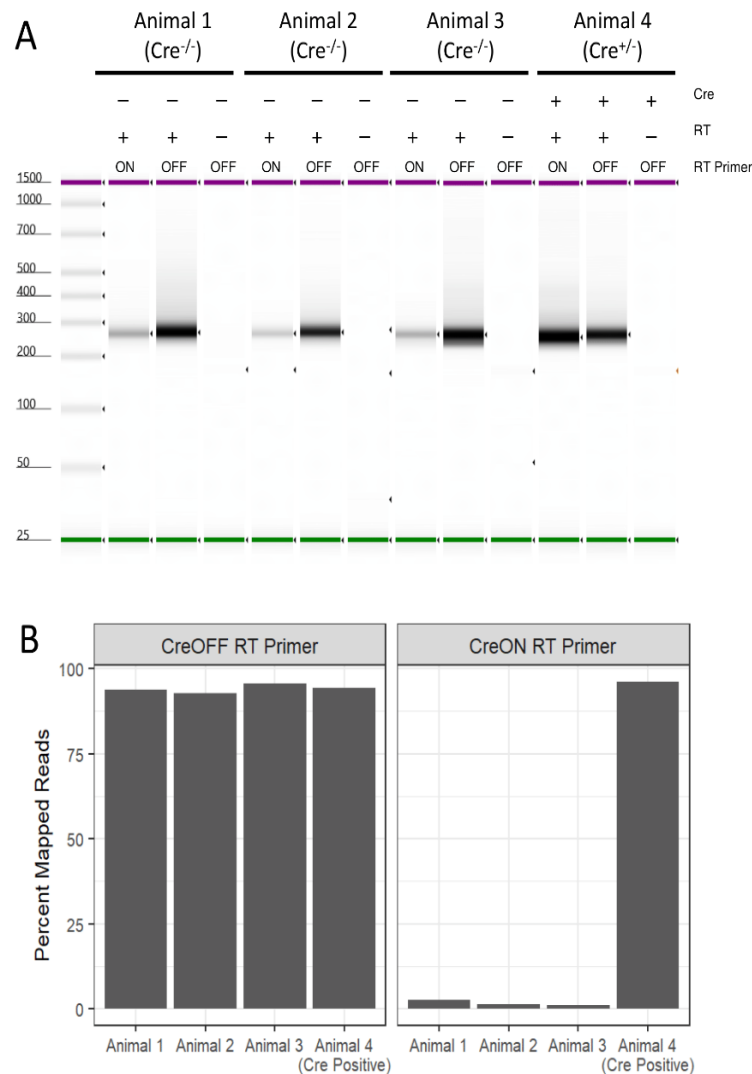 A
Animal 1 Animal 2 Animal 3 Animal 4
(Cre-/-) (Cre-/-) (Cre-/-) (Cre+/-)
− − − − − − − − − + + + Cre
+ + − + + − + + − + + − RT
ON OFF OFF ON OFF OFF ON OFF OFF ON OFF OFF RT Primer
1500
1000
700
500
400
300
200
100
50
25
B
CreOFF RT Primer CreON RT Primer
Percent Mapped Reads
100
75
50
25
0
Animal 1 Animal 2 Animal 3 Animal 4 Animal 1 Animal 2 Animal 3 Animal 4
(Cre Positive) (Cre Positive)